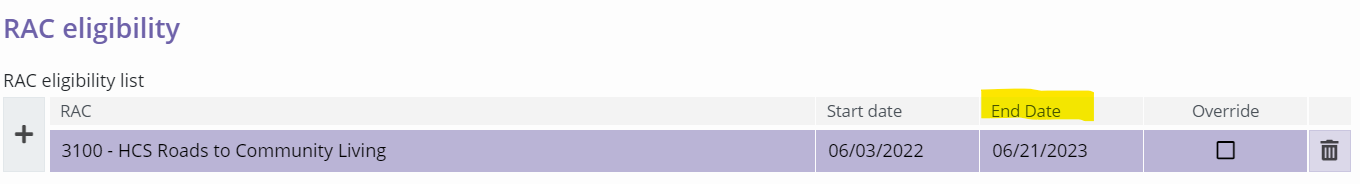 RAC eligibility
RAC eligibility list
RAC Start date End Date Override
3100 - HCS Roads to Community Living 06/03/2022 06/21/2023